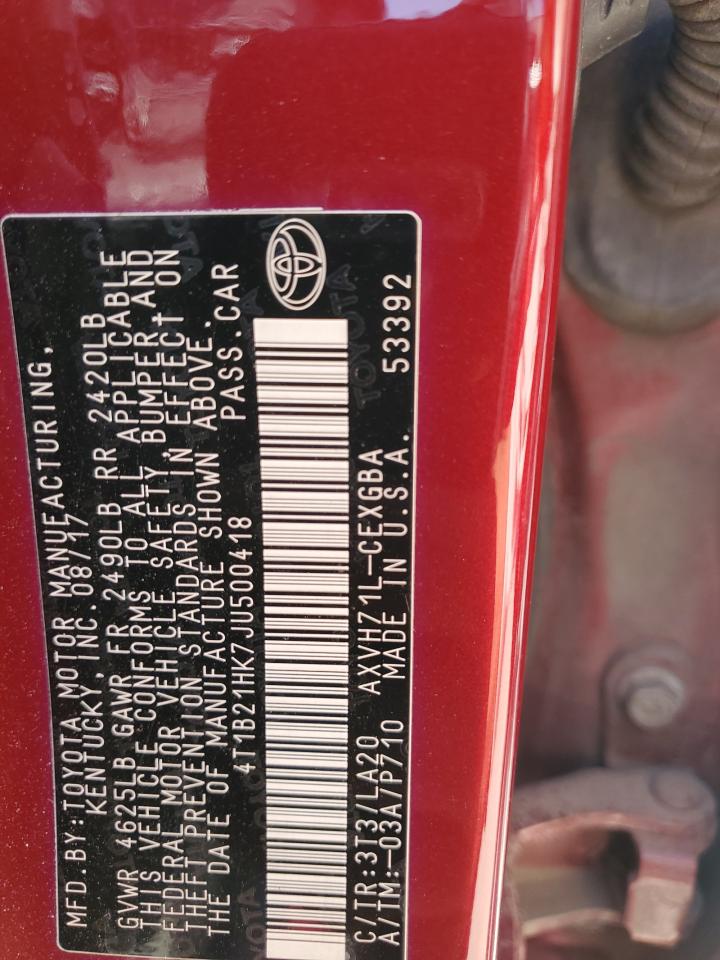 MFD.BY:TOYOTA MOTOR MANUFACTURING,
KENTUCKY,INC.08/17
GVWR 4625LB GAWR FR 2490LB RR 2420LB
THIS VEHICLE CONFORMS TO ALL APPLICABLE
FEDERAL MOTOR VEHICLE SAFETY,BUMPER,AND
THEFT PREVENTION STANDARDS IN EFFECT ON
THE DATE OF MANUFACTURE SHOWN ABOVE.
4T1B21HK7JU500418 PASS.CAR
C/TR:3T3/LA20 AXVH71L-CEXGBA
A/TM:-03A/P710 MADE IN U.S.A. 53392